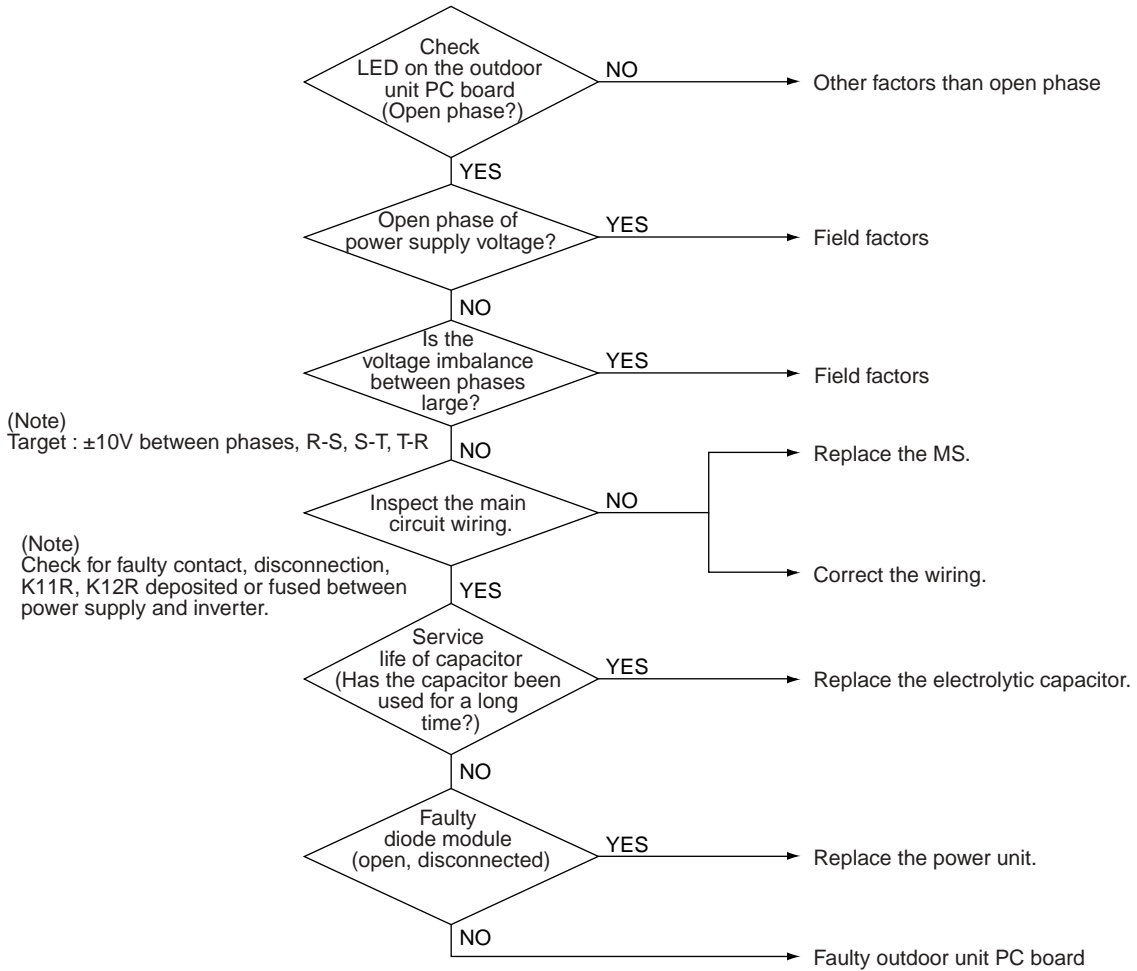 Check
LED on the outdoor
unit PC board
(Open phase?)
NO
Other factors than open phase
YES
Open phase of
power supply voltage?
YES
Field factors
NO
Is the
voltage imbalance
between phases
large?
YES
Field factors
(Note)
Target : ±10V between phases, R-S, S-T, T-R
NO
Replace the MS.
Inspect the main
circuit wiring.
NO
Correct the wiring.
(Note)
Check for faulty contact, disconnection,
K11R, K12R deposited or fused between
power supply and inverter.
YES
Service
life of capacitor
(Has the capacitor been
used for a long
time?)
YES
Replace the electrolytic capacitor.
NO
Faulty
diode module
(open, disconnected)
YES
Replace the power unit.
NO
Faulty outdoor unit PC board